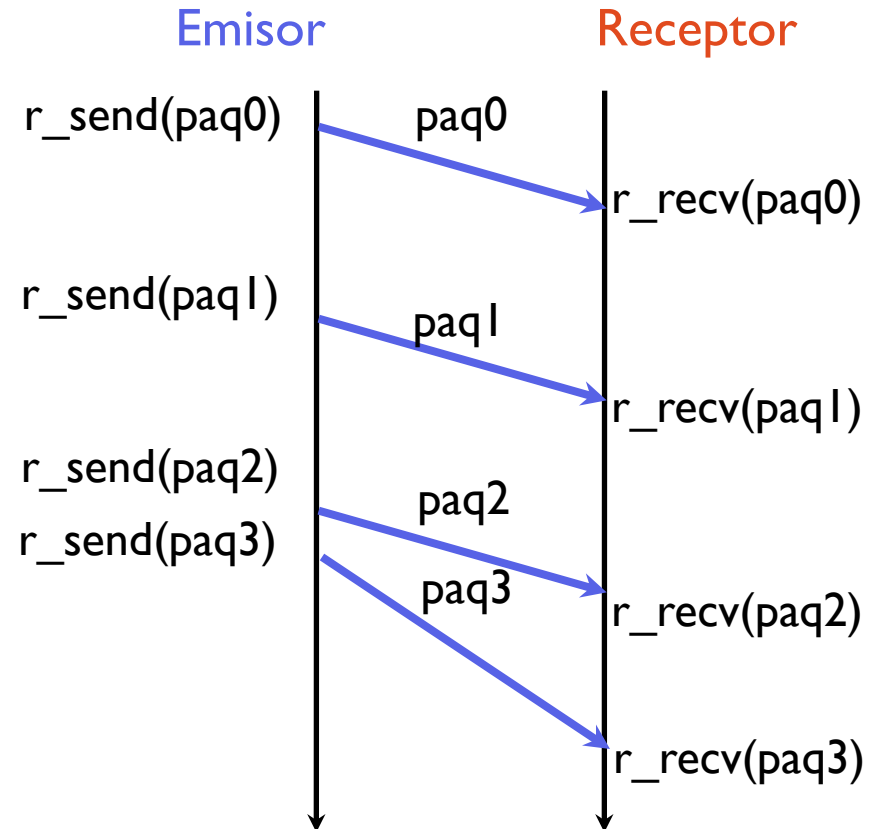 Emisor Receptor
r_send(paq0) paq0
r_recv(paq0)
r_send(paq1)
paq1
r_recv(paq1)
r_send(paq2)
paq2
r_send(paq3)
paq3
r_recv(paq2)
r_recv(paq3)